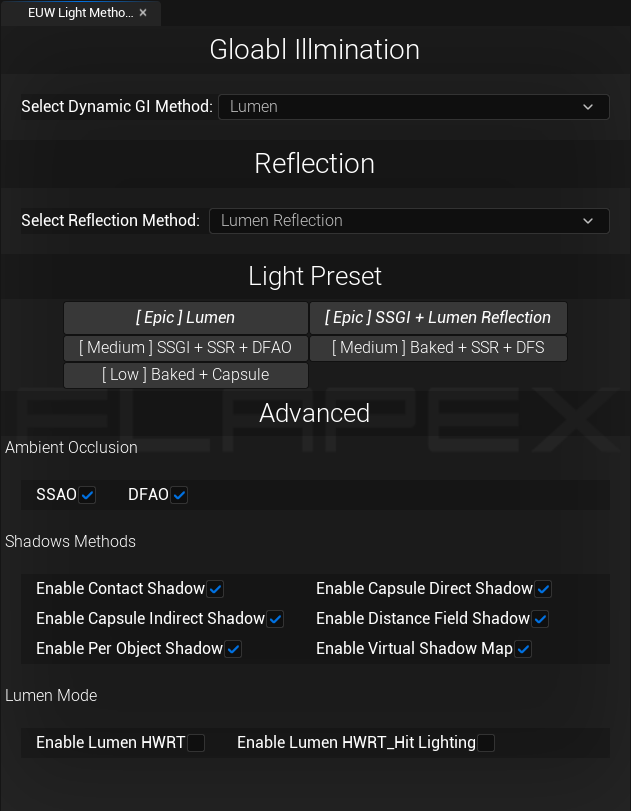 EUW Light Metho... ×
Gloabl Illmination
Select Dynamic GI Method: Lumen
Reflection
Select Reflection Method: Lumen Reflection
Light Preset
[ Epic ] Lumen [ Epic ] SSGI + Lumen Reflection
[ Medium ] SSGI + SSR + DFAO [ Medium ] Baked + SSR + DFS
[ Low ] Baked + Capsule
ELAPEX
Advanced
Ambient Occlusion
SSAO DFAO
Shadows Methods
Enable Contact Shadow Enable Capsule Direct Shadow
Enable Capsule Indirect Shadow Enable Distance Field Shadow
Enable Per Object Shadow Enable Virtual Shadow Map
Lumen Mode
Enable Lumen HWRT Enable Lumen HWRT_Hit Lighting